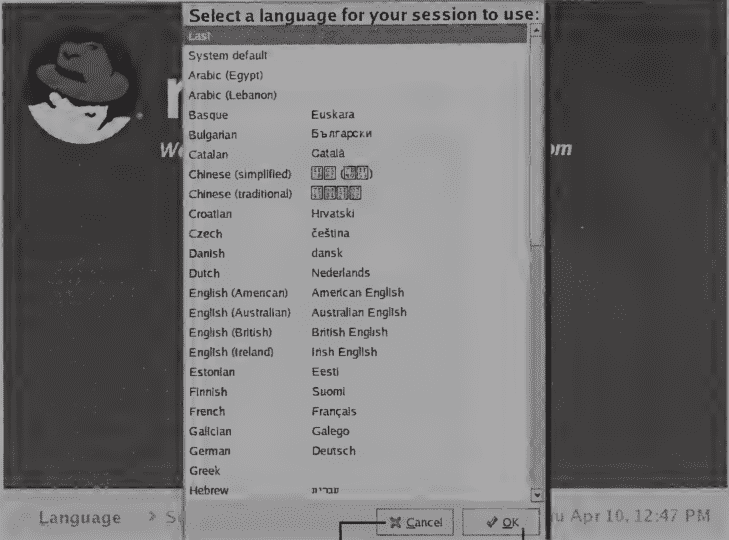 Select a language for your session to use:
Last
System default
Arabic (Egypt)
Arabic (Lebanon)
Basque Euskara
Bulgarian Български
Catalan Català
Chinese (simplified)
Chinese (traditional)
Croatian Hrvatski
Czech čeština
Danish dansk
Dutch Nederlands
English (American) American English
English (Australian) Australian English
English (British) British English
English (Ireland) Irish English
Estonian Eesti
Finnish Suomi
French Français
Galician Galego
German Deutsch
Greek
Hebrew עברית
Cancel OK
Language Apr 10, 12:47 PM